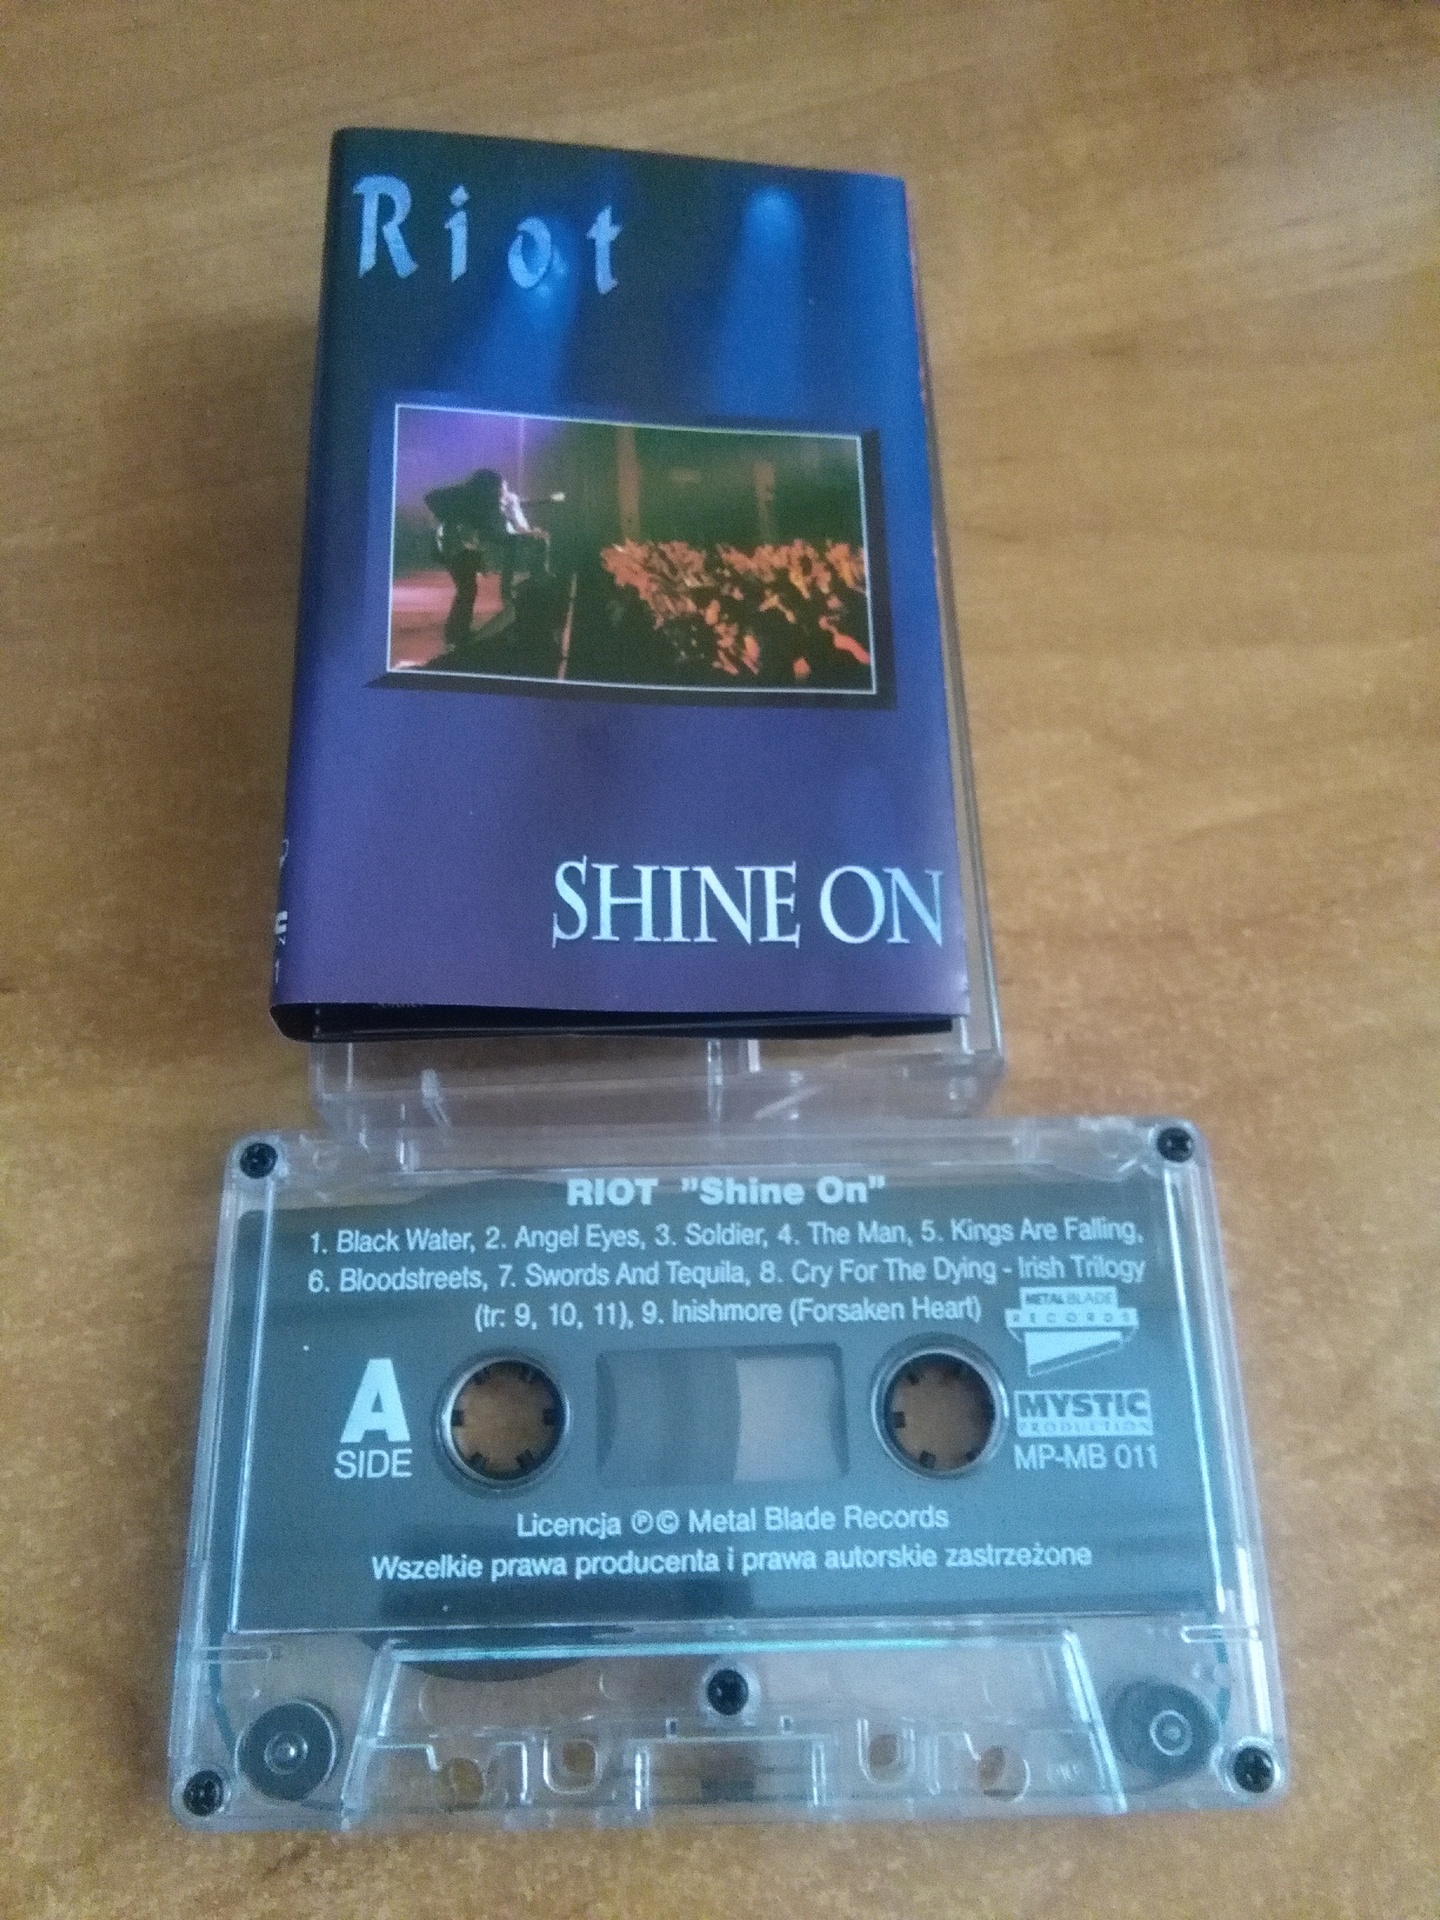 Riot
SHINE ON
RIOT "Shine On"
1. Black Water, 2. Angel Eyes, 3. Soldier, 4. The Man, 5. Kings Are Falling,
6. Bloodstreets, 7. Swords And Tequila, 8. Cry For The Dying - Irish Trilogy
(tr: 9, 10, 11), 9. Inishmore (Forsaken Heart)
METAL BLADE
RECORDS
A
SIDE
MYSTIC
PRODUCTION
MP-MB 011
Licencja ℗© Metal Blade Records
Wszelkie prawa producenta i prawa autorskie zastrzeżone